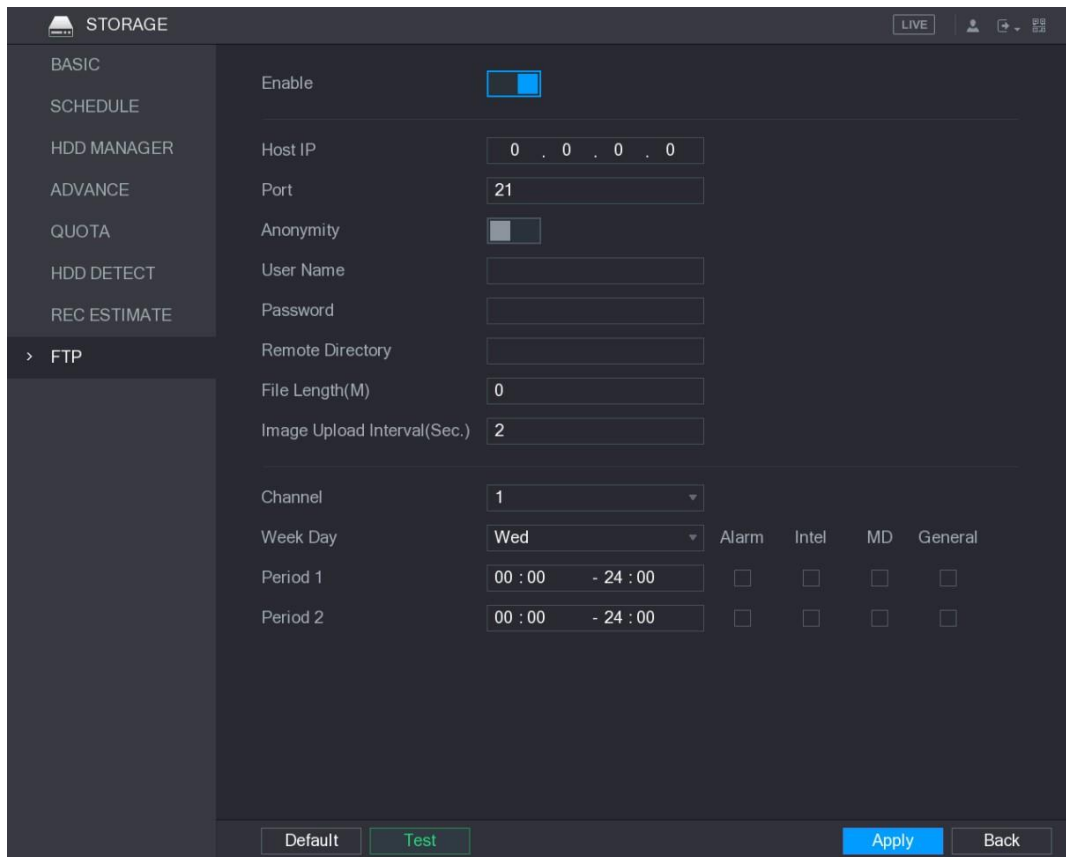 STORAGE LIVE
BASIC
SCHEDULE
HDD MANAGER
ADVANCE
QUOTA
HDD DETECT
REC ESTIMATE
> FTP
Enable
Host IP 0 . 0 . 0 . 0
Port 21
Anonymity
User Name
Password
Remote Directory
File Length(M) 0
Image Upload Interval(Sec.) 2
Channel 1
Week Day Wed Alarm Intel MD General
Period 1 00 : 00 - 24 : 00
Period 2 00 : 00 - 24 : 00
Default Test Apply Back